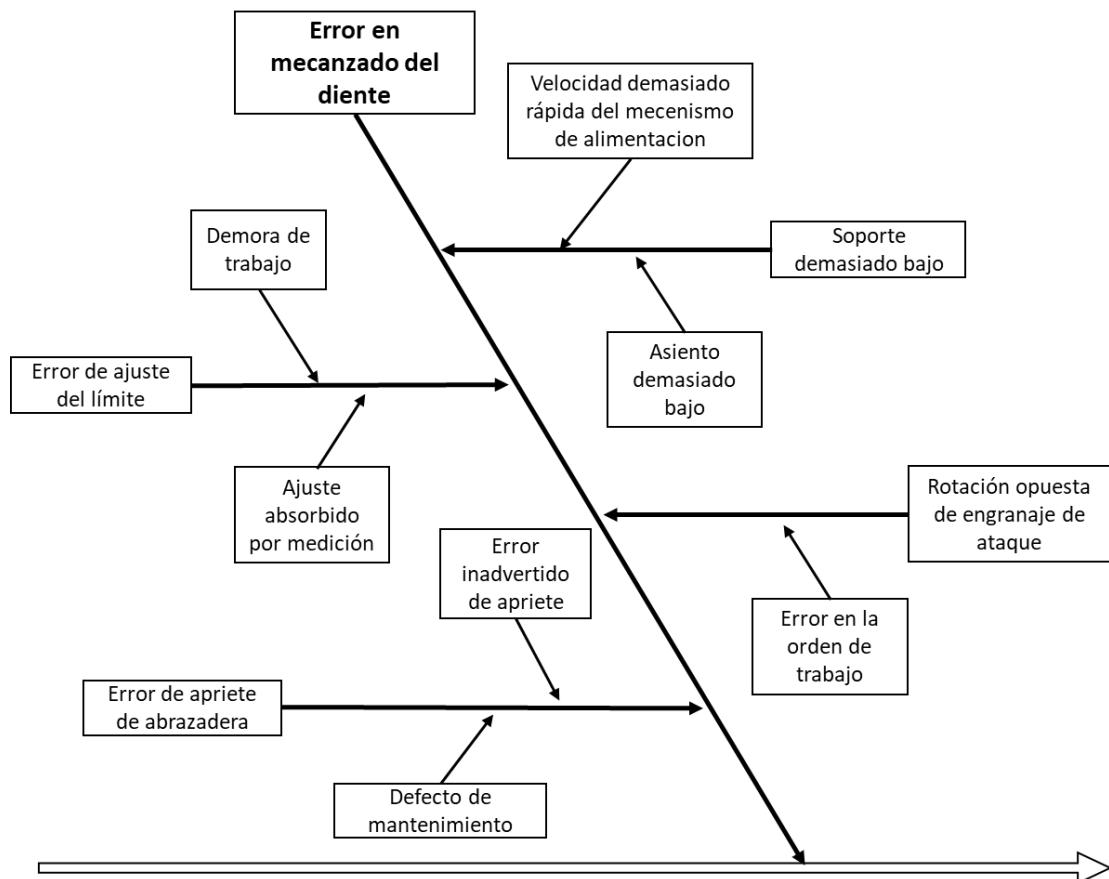 Error en
mecanzado del
diente
Velocidad demasiado
rápida del mecenismo
de alimentacion
Demora de
trabajo
Soporte
demasiado bajo
Error de ajuste
del límite
Asiento
demasiado
bajo
Ajuste
absorbido
por medición
Rotación opuesta
de engranaje de
ataque
Error
inadvertido
de apriete
Error en la
orden de
trabajo
Error de apriete
de abrazadera
Defecto de
mantenimiento